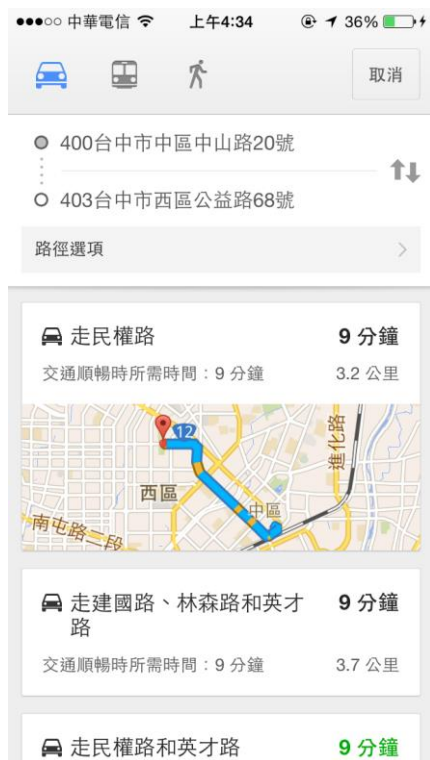 中華電信 上午4:34 36%
取消
400台中市中區中山路20號
403台中市西區公益路68號
路徑選項
走民權路 9 分鐘
交通順暢時所需時間：9 分鐘 3.2 公里
12
進化路
西區
中區
南屯路二段
走建國路、林森路和英才 9 分鐘
路
交通順暢時所需時間：9 分鐘 3.7 公里
走民權路和英才路 9 分鐘